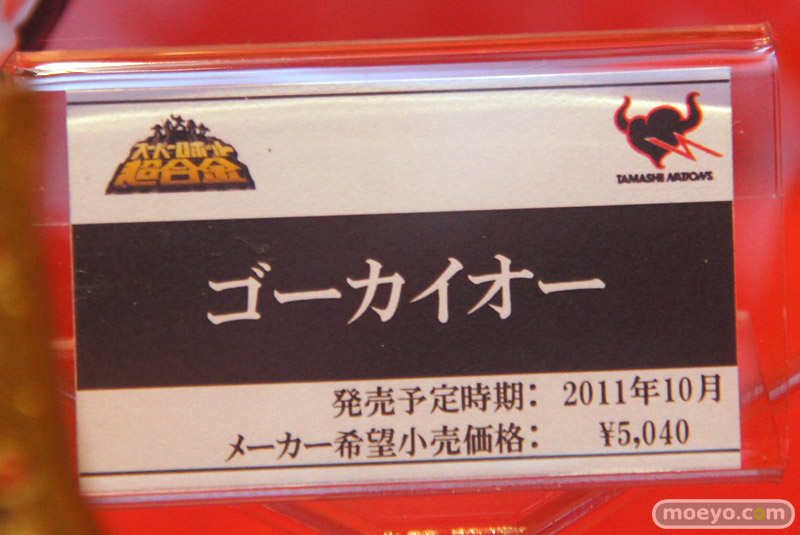 スーパーロボット
超合金
TAMASHII NATIONS
ゴーカイオー
発売予定時期： 2011年10月
メーカー希望小売価格： ¥5,040
moeyo.com